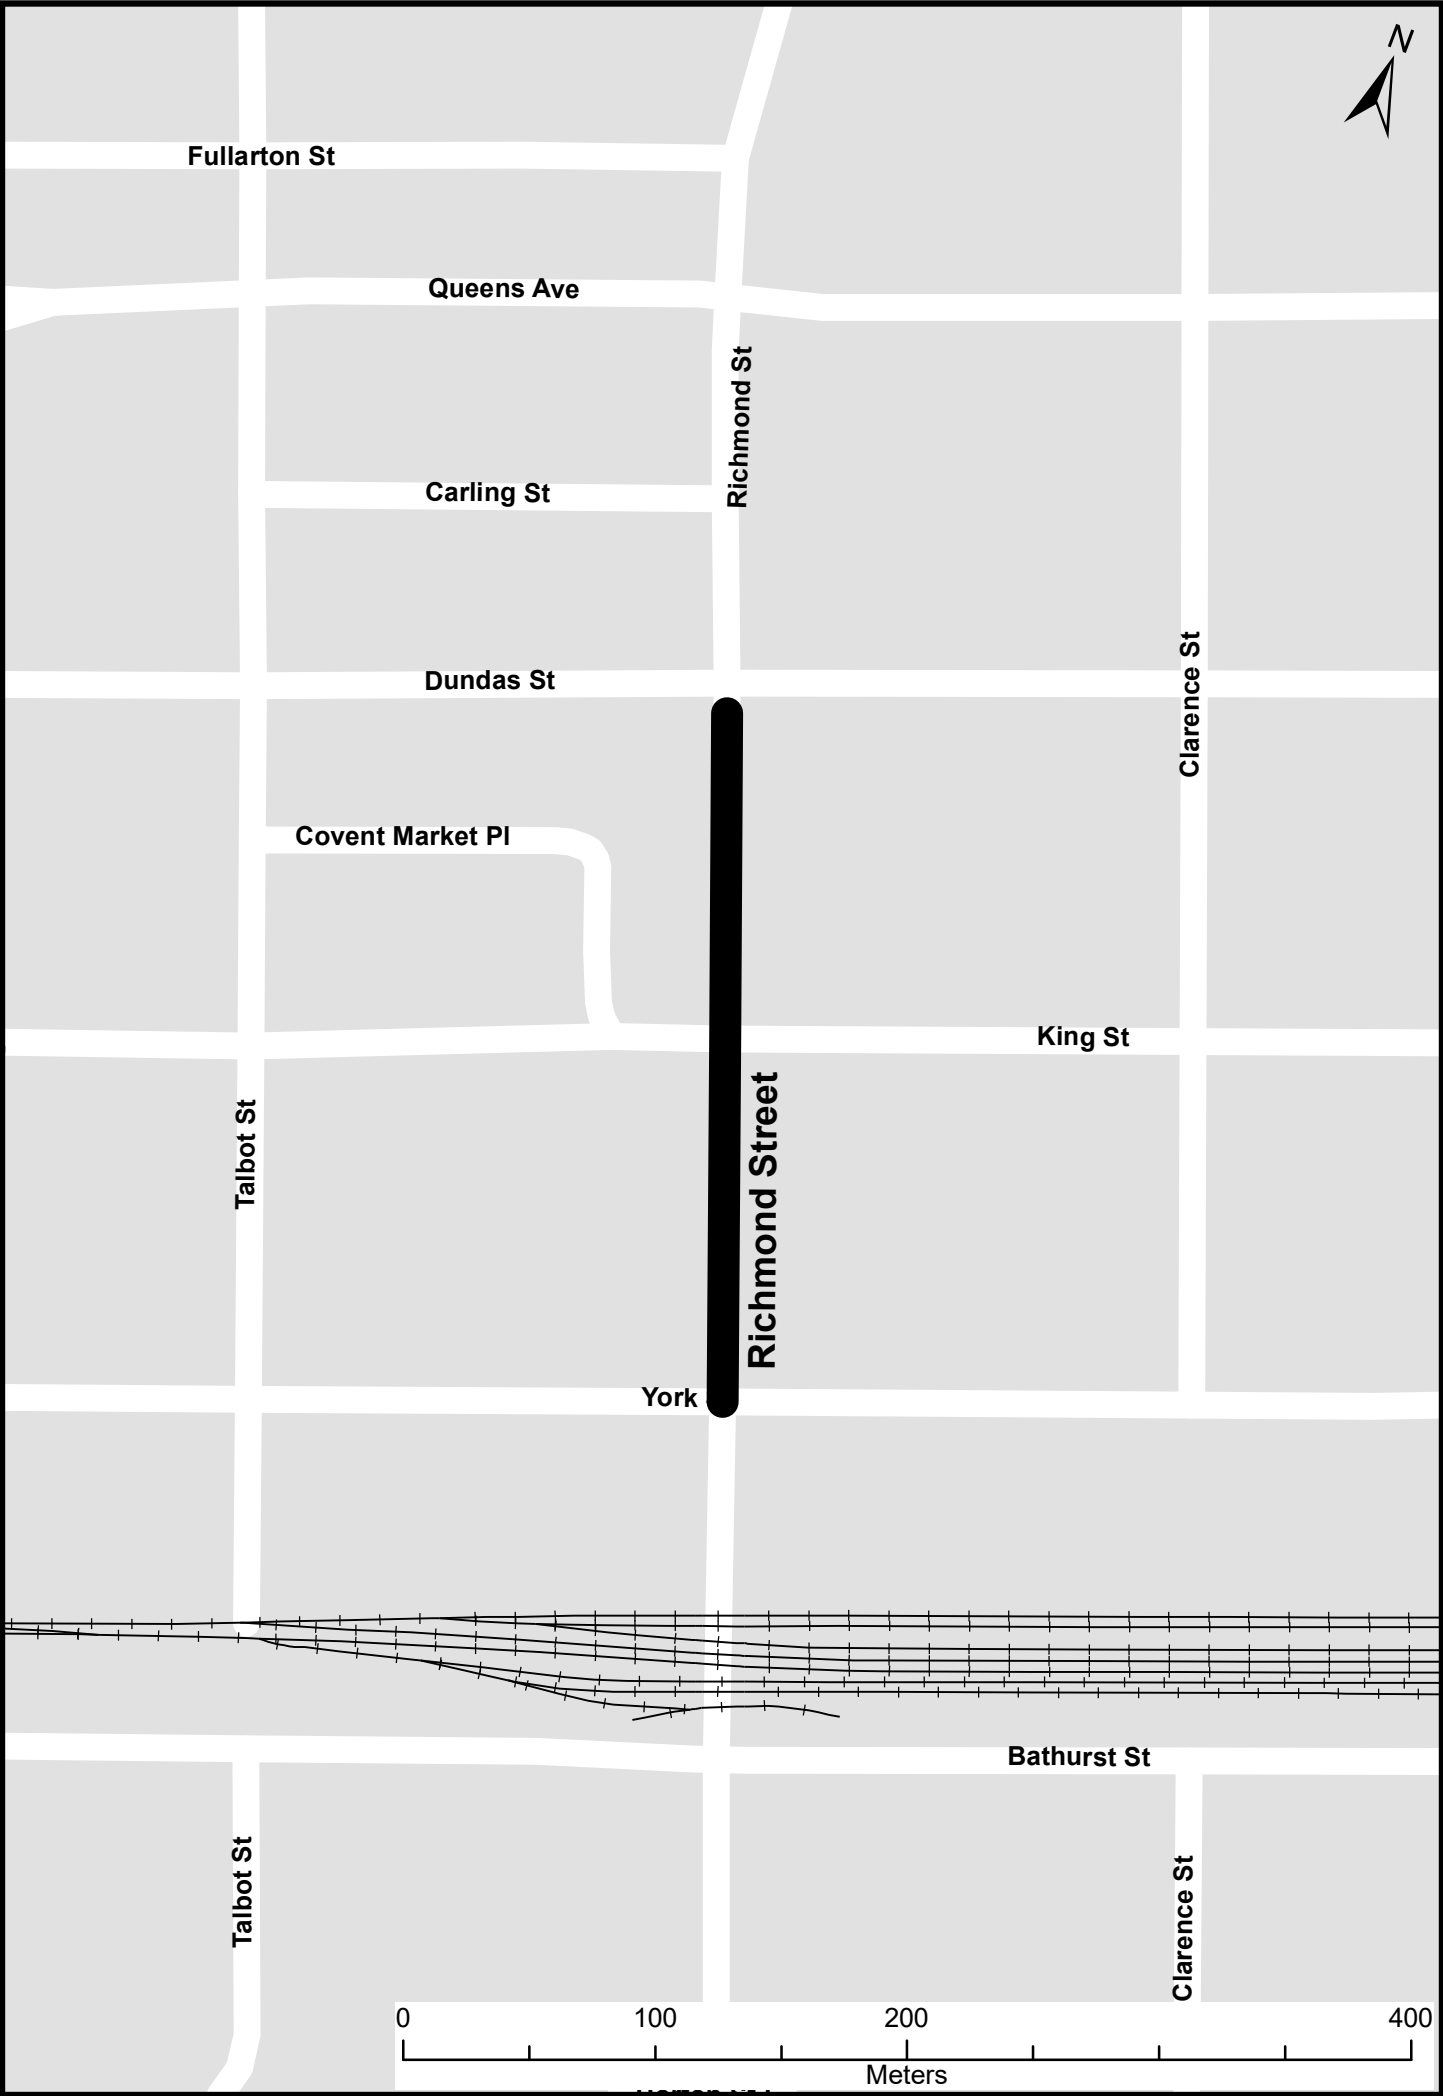 N
Fullarton St
Queens Ave
Richmond St
Carling St
Clarence St
Dundas St
Covent Market Pl
King St
Richmond Street
Talbot St
York
Bathurst St
Talbot St
Clarence St
0 100 200 400
Meters